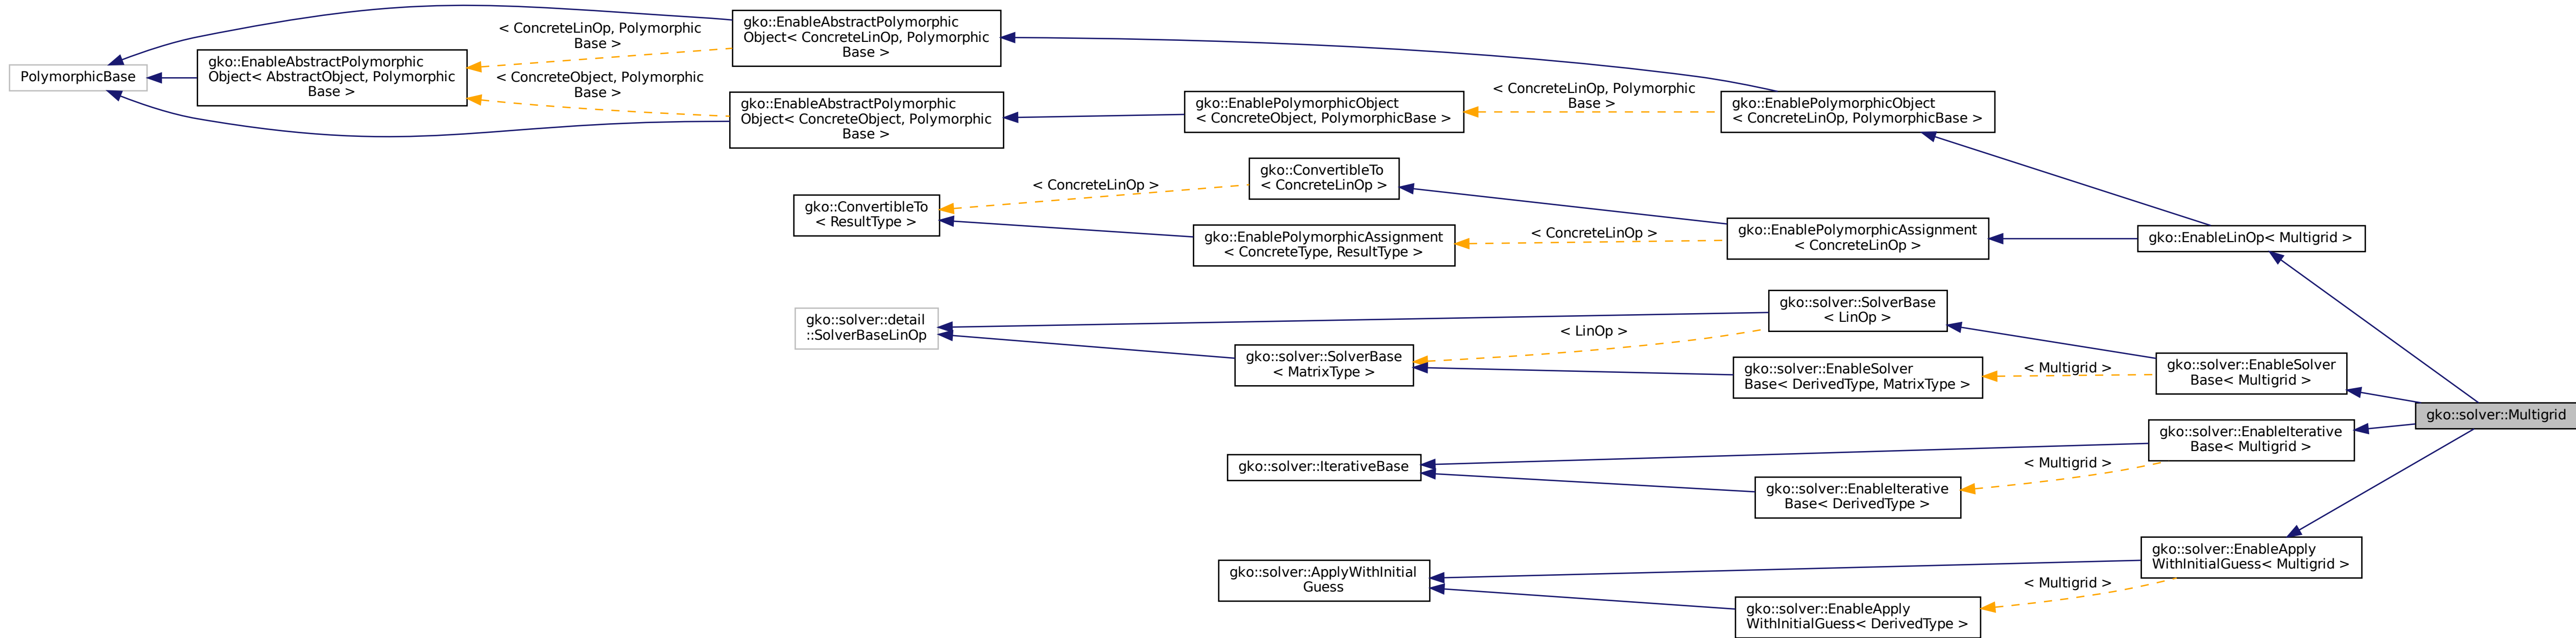 PolymorphicBase
gko::EnableAbstractPolymorphic
Object< AbstractObject, Polymorphic
Base >
< ConcreteLinOp, Polymorphic
Base >
< ConcreteObject, Polymorphic
Base >
gko::EnableAbstractPolymorphic
Object< ConcreteLinOp, Polymorphic
Base >
gko::EnableAbstractPolymorphic
Object< ConcreteObject, Polymorphic
Base >
gko::EnablePolymorphicObject
< ConcreteObject, PolymorphicBase >
< ConcreteLinOp, Polymorphic
Base >
gko::EnablePolymorphicObject
< ConcreteLinOp, PolymorphicBase >
gko::ConvertibleTo
< ResultType >
< ConcreteLinOp >
gko::ConvertibleTo
< ConcreteLinOp >
gko::EnablePolymorphicAssignment
< ConcreteType, ResultType >
< ConcreteLinOp >
gko::EnablePolymorphicAssignment
< ConcreteLinOp >
gko::EnableLinOp< Multigrid >
gko::solver::detail
::SolverBaseLinOp
gko::solver::SolverBase
< MatrixType >
< LinOp >
gko::solver::SolverBase
< LinOp >
gko::solver::EnableSolver
Base< DerivedType, MatrixType >
< Multigrid >
gko::solver::EnableSolver
Base< Multigrid >
gko::solver::Multigrid
gko::solver::IterativeBase
gko::solver::EnableIterative
Base< DerivedType >
< Multigrid >
gko::solver::EnableIterative
Base< Multigrid >
gko::solver::ApplyWithInitial
Guess
gko::solver::EnableApply
WithInitialGuess< DerivedType >
< Multigrid >
gko::solver::EnableApply
WithInitialGuess< Multigrid >